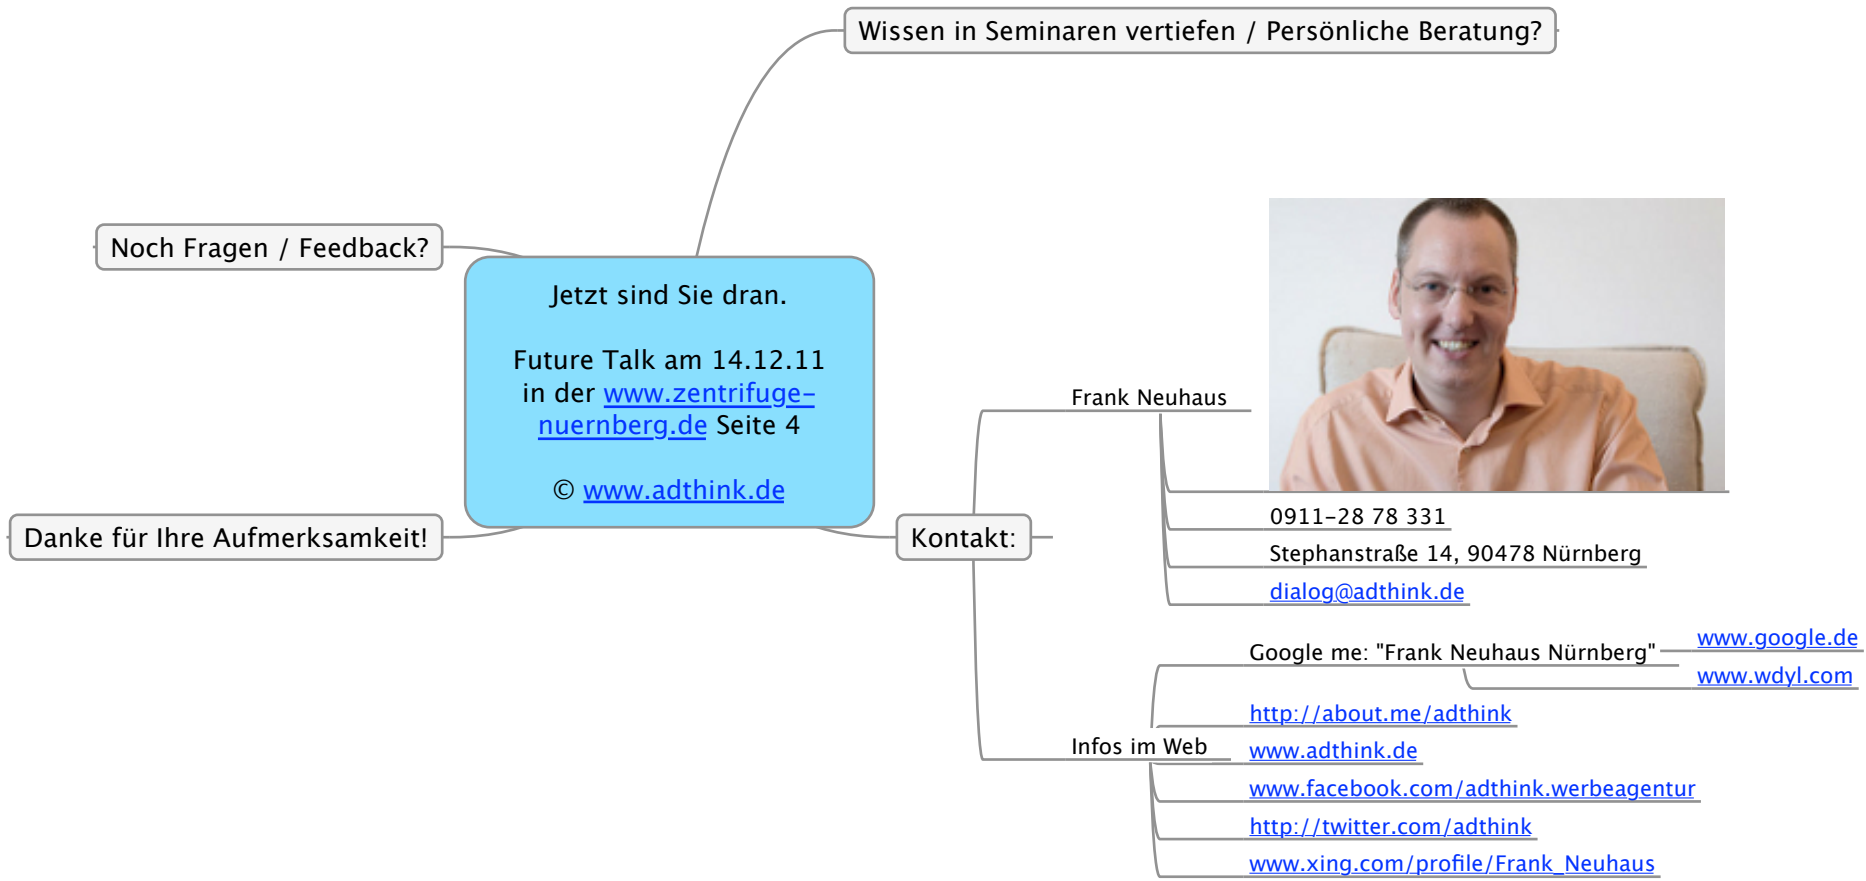 Wissen in Seminaren vertiefen / Persönliche Beratung?
Noch Fragen / Feedback?
Jetzt sind Sie dran.
Future Talk am 14.12.11
in der www.zentrifuge-
nuernberg.de Seite 4
© www.adthink.de
Danke für Ihre Aufmerksamkeit!
Kontakt:
Frank Neuhaus
0911-28 78 331
Stephanstraße 14, 90478 Nürnberg
dialog@adthink.de
Infos im Web
Google me: "Frank Neuhaus Nürnberg"
www.google.de
www.wdyl.com
http://about.me/adthink
www.adthink.de
www.facebook.com/adthink.werbeagentur
http://twitter.com/adthink
www.xing.com/profile/Frank_Neuhaus